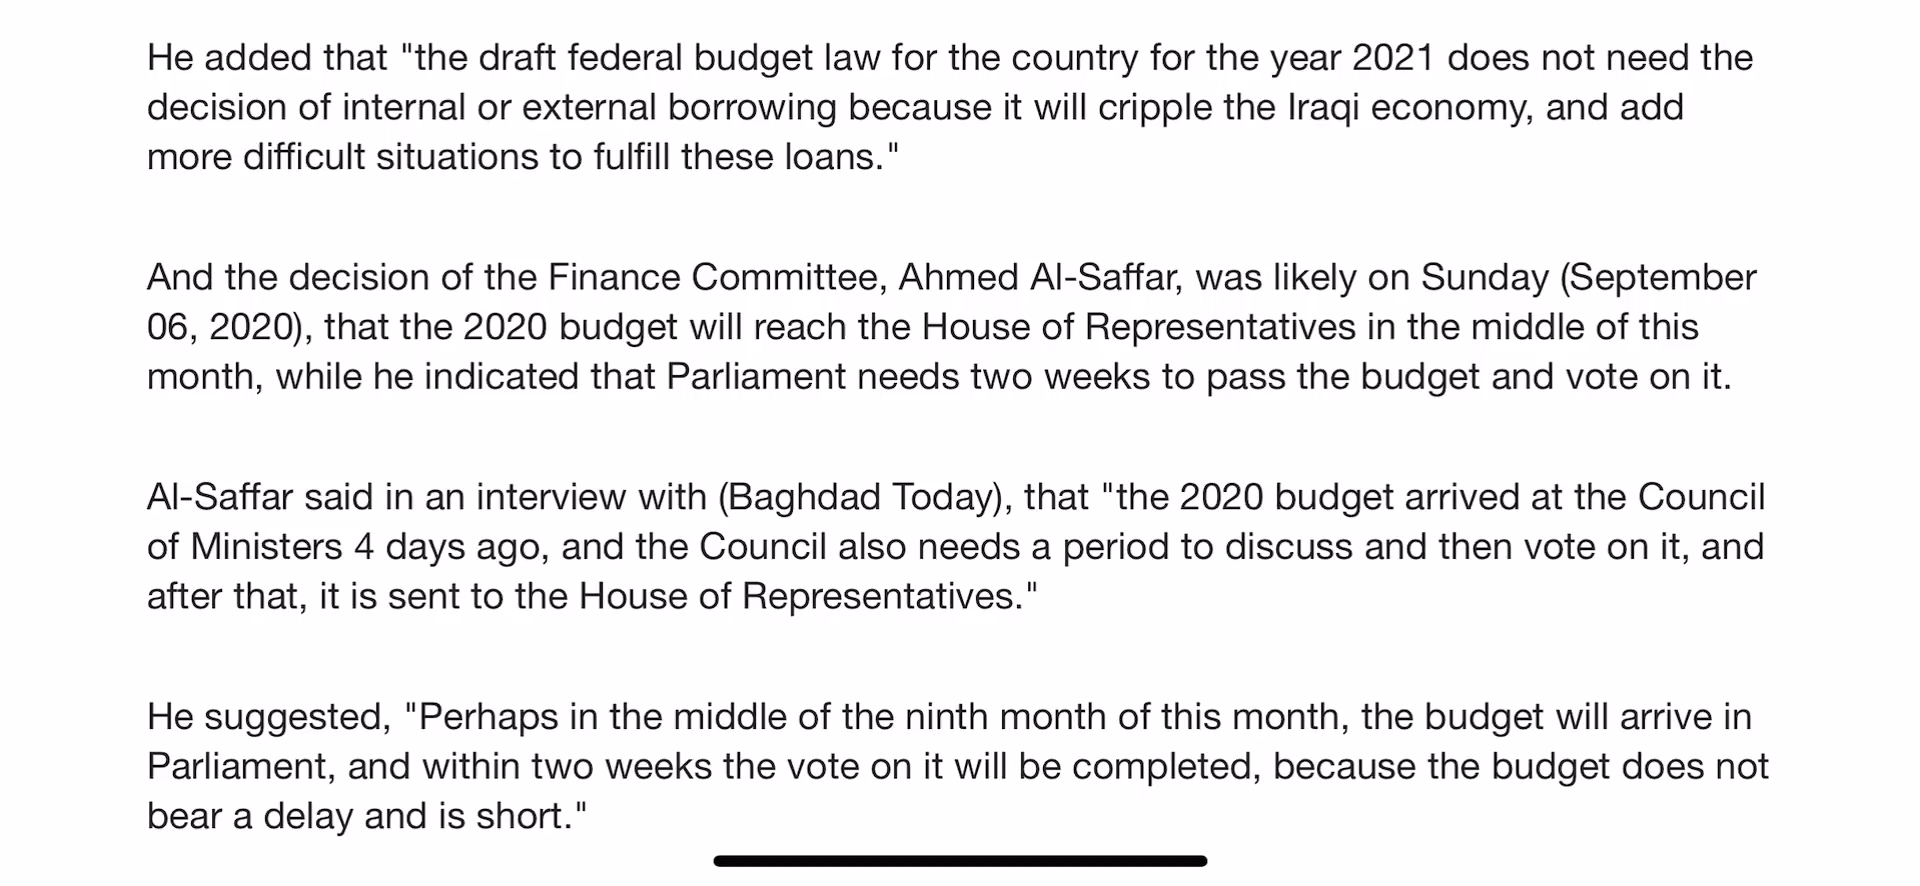 He added that "the draft federal budget law for the country for the year 2021 does not need the
decision of internal or external borrowing because it will cripple the Iraqi economy, and add
more difficult situations to fulfill these loans."
And the decision of the Finance Committee, Ahmed Al-Saffar, was likely on Sunday (September
06, 2020), that the 2020 budget will reach the House of Representatives in the middle of this
month, while he indicated that Parliament needs two weeks to pass the budget and vote on it.
Al-Saffar said in an interview with (Baghdad Today), that "the 2020 budget arrived at the Council
of Ministers 4 days ago, and the Council also needs a period to discuss and then vote on it, and
after that, it is sent to the House of Representatives."
He suggested, "Perhaps in the middle of the ninth month of this month, the budget will arrive in
Parliament, and within two weeks the vote on it will be completed, because the budget does not
bear a delay and is short."